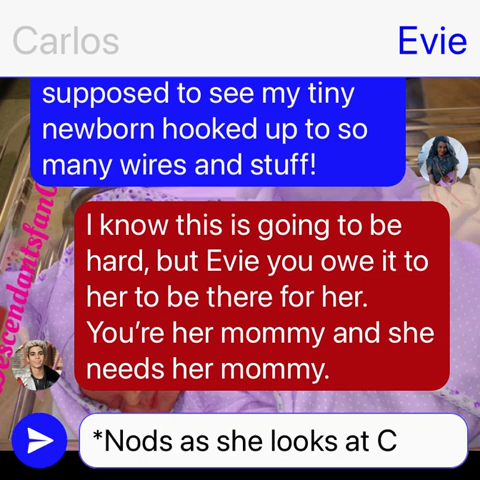 Carlos
Evie
supposed to see my tiny
newborn hooked up to so
many wires and stuff!
I know this is going to be
hard, but Evie you owe it to
her to be there for her.
You’re her mommy and she
needs her mommy.
*Nods as she looks at C